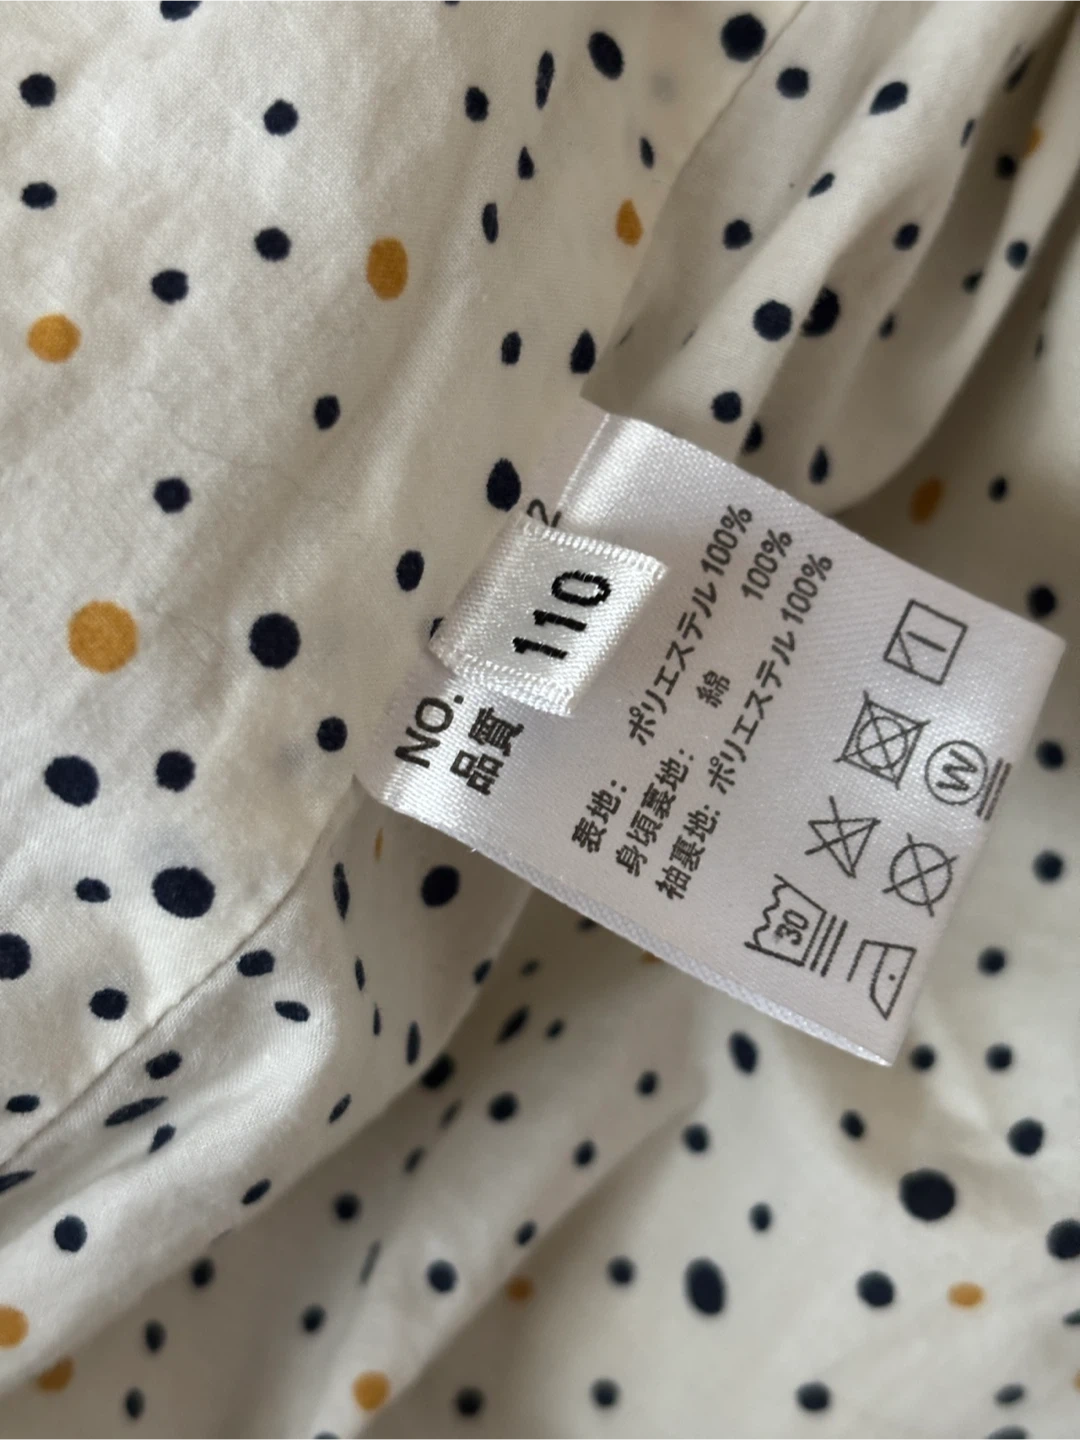 110
NO. 2
品質
表地: ポリエステル 100%
身頃裏地: 綿 100%
袖裏地: ポリエステル 100%
30
W